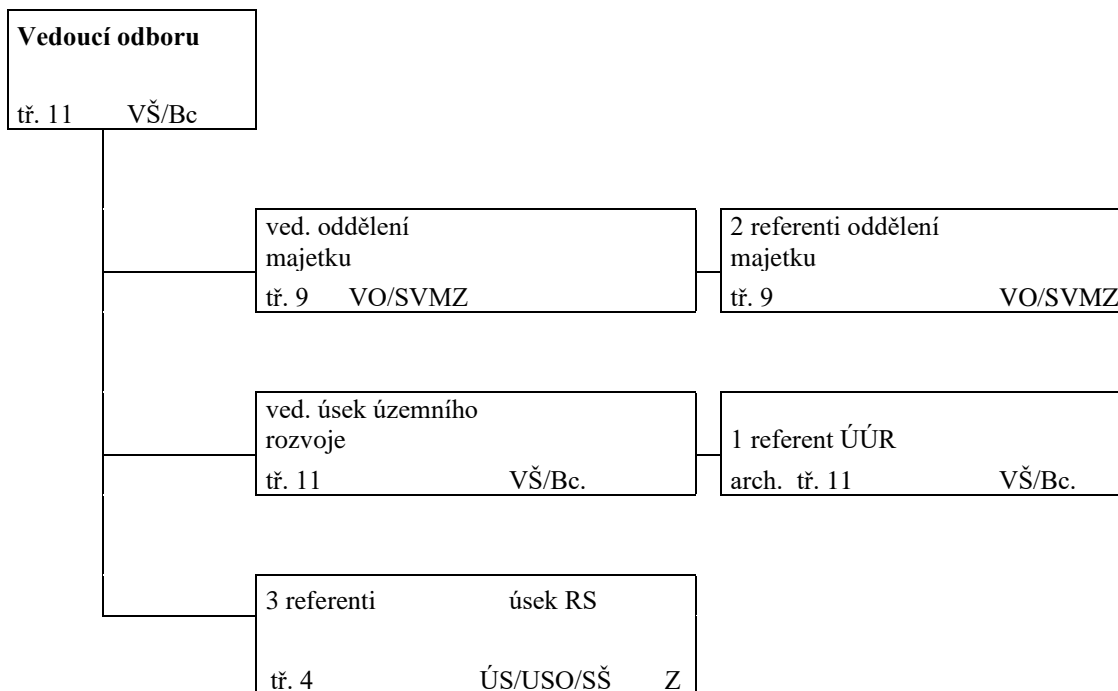 Vedoucí odboru
tř. 11 VŠ/Bc
ved. oddělení
majetku
tř. 9 VO/SVMZ
2 referenti oddělení
majetku
tř. 9 VO/SVMZ
ved. úsek územního
rozvoje
tř. 11 VŠ/Bc.
1 referent ÚÚR
arch. tř. 11 VŠ/Bc.
3 referenti úsek RS
tř. 4 ÚS/USO/SŠ Z